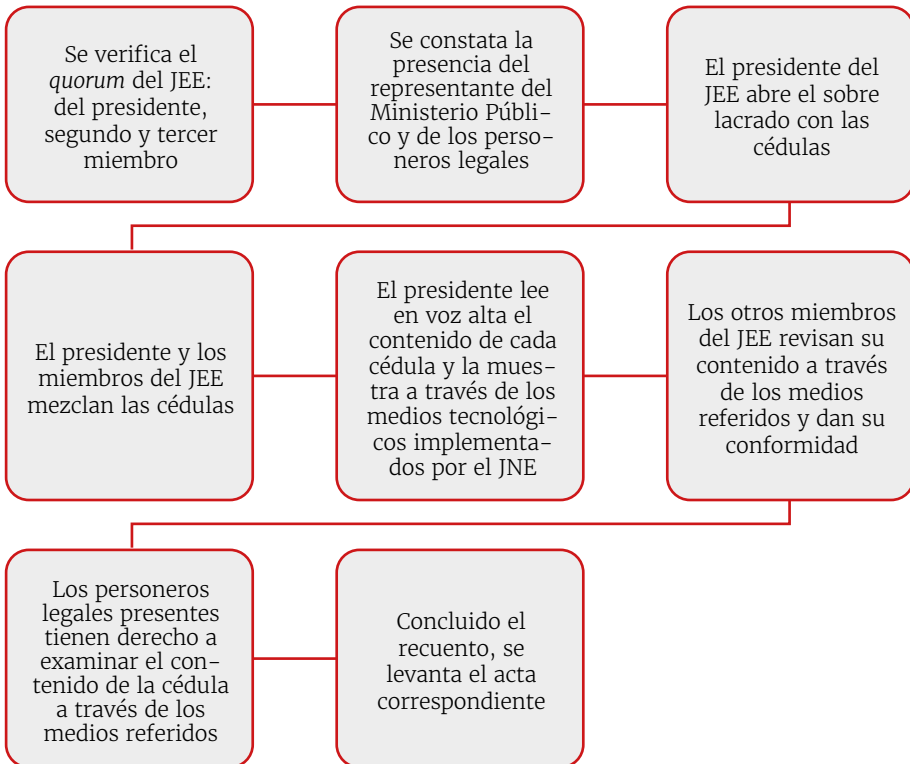 Se verifica el
quorum del JEE:
del presidente,
segundo y tercer
miembro
Se constata la
presencia del
representante del
Ministerio Públi-
co y de los perso-
neros legales
El presidente del
JEE abre el sobre
lacrado con las
cédulas
El presidente y los
miembros del JEE
mezclan las cédulas
El presidente lee
en voz alta el
contenido de cada
cédula y la mues-
tra a través de los
medios tecnológi-
cos implementa-
dos por el JNE
Los otros miembros
del JEE revisan su
contenido a través
de los medios
referidos y dan su
conformidad
Los personeros
legales presentes
tienen derecho a
examinar el con-
tenido de la cédula
a través de los
medios referidos
Concluido el
recuento, se
levanta el acta
correspondiente